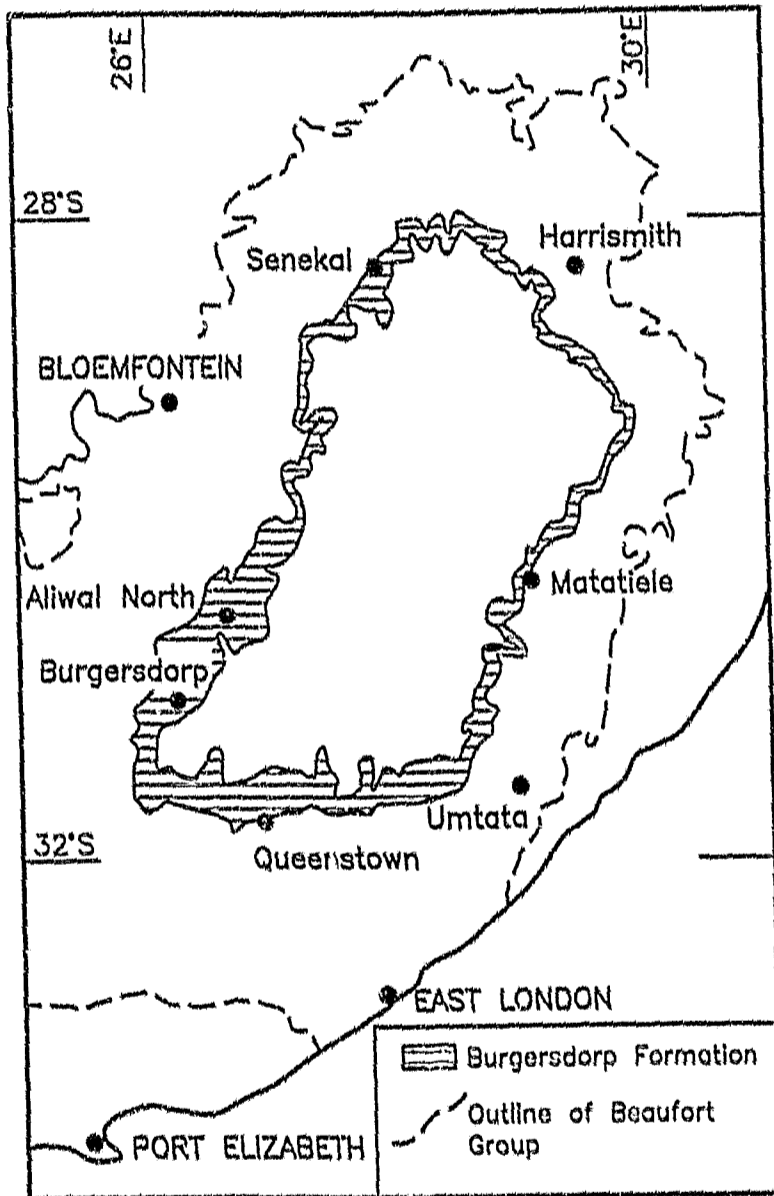 26°E
30°E
28°S
Senekal
Harrismith
BLOEMFONTEIN
Aliwal North
Matatiele
Burgersdorp
Umtata
Queenstown
32°S
EAST LONDON
Burgersdorp Formation
Outline of Beaufort
Group
PORT ELIZABETH